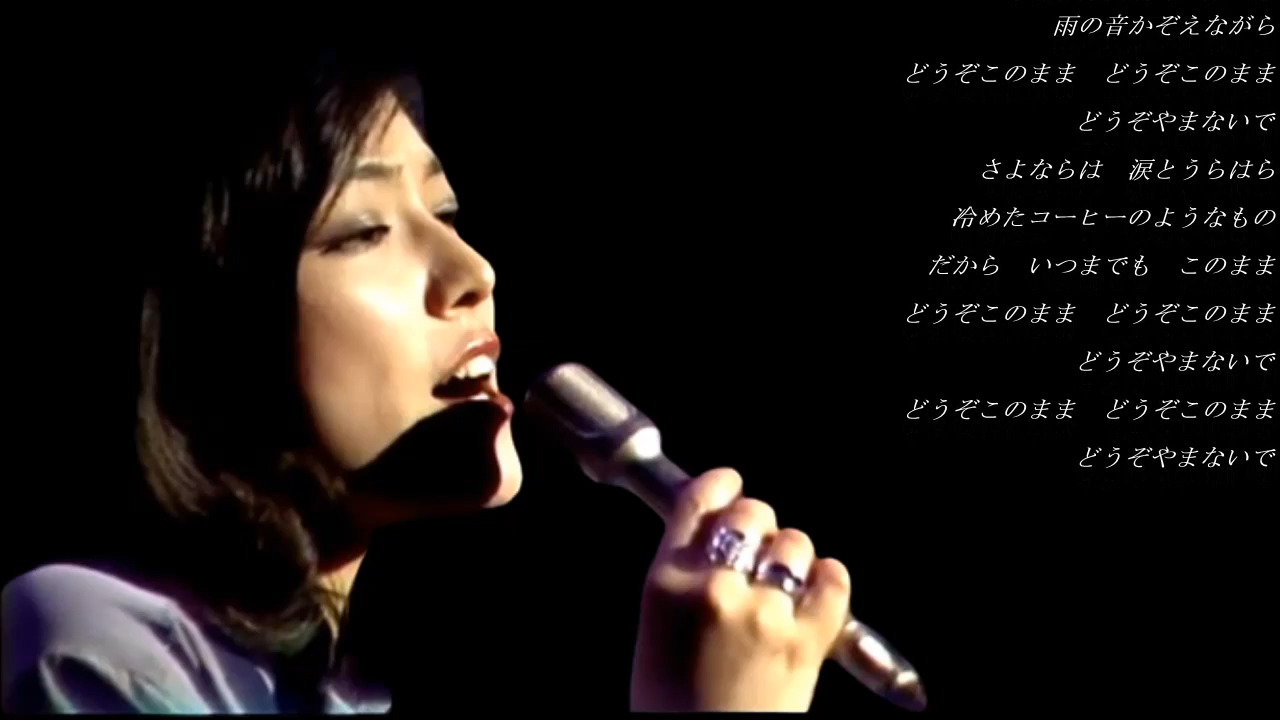 雨の音かぞえながら
どうぞこのまま　どうぞこのまま
どうぞやまないで
さよならは　涙とうらはら
冷めたコーヒーのようなもの
だから　いつまでも　このまま
どうぞこのまま　どうぞこのまま
どうぞやまないで
どうぞこのまま　どうぞこのまま
どうぞやまないで